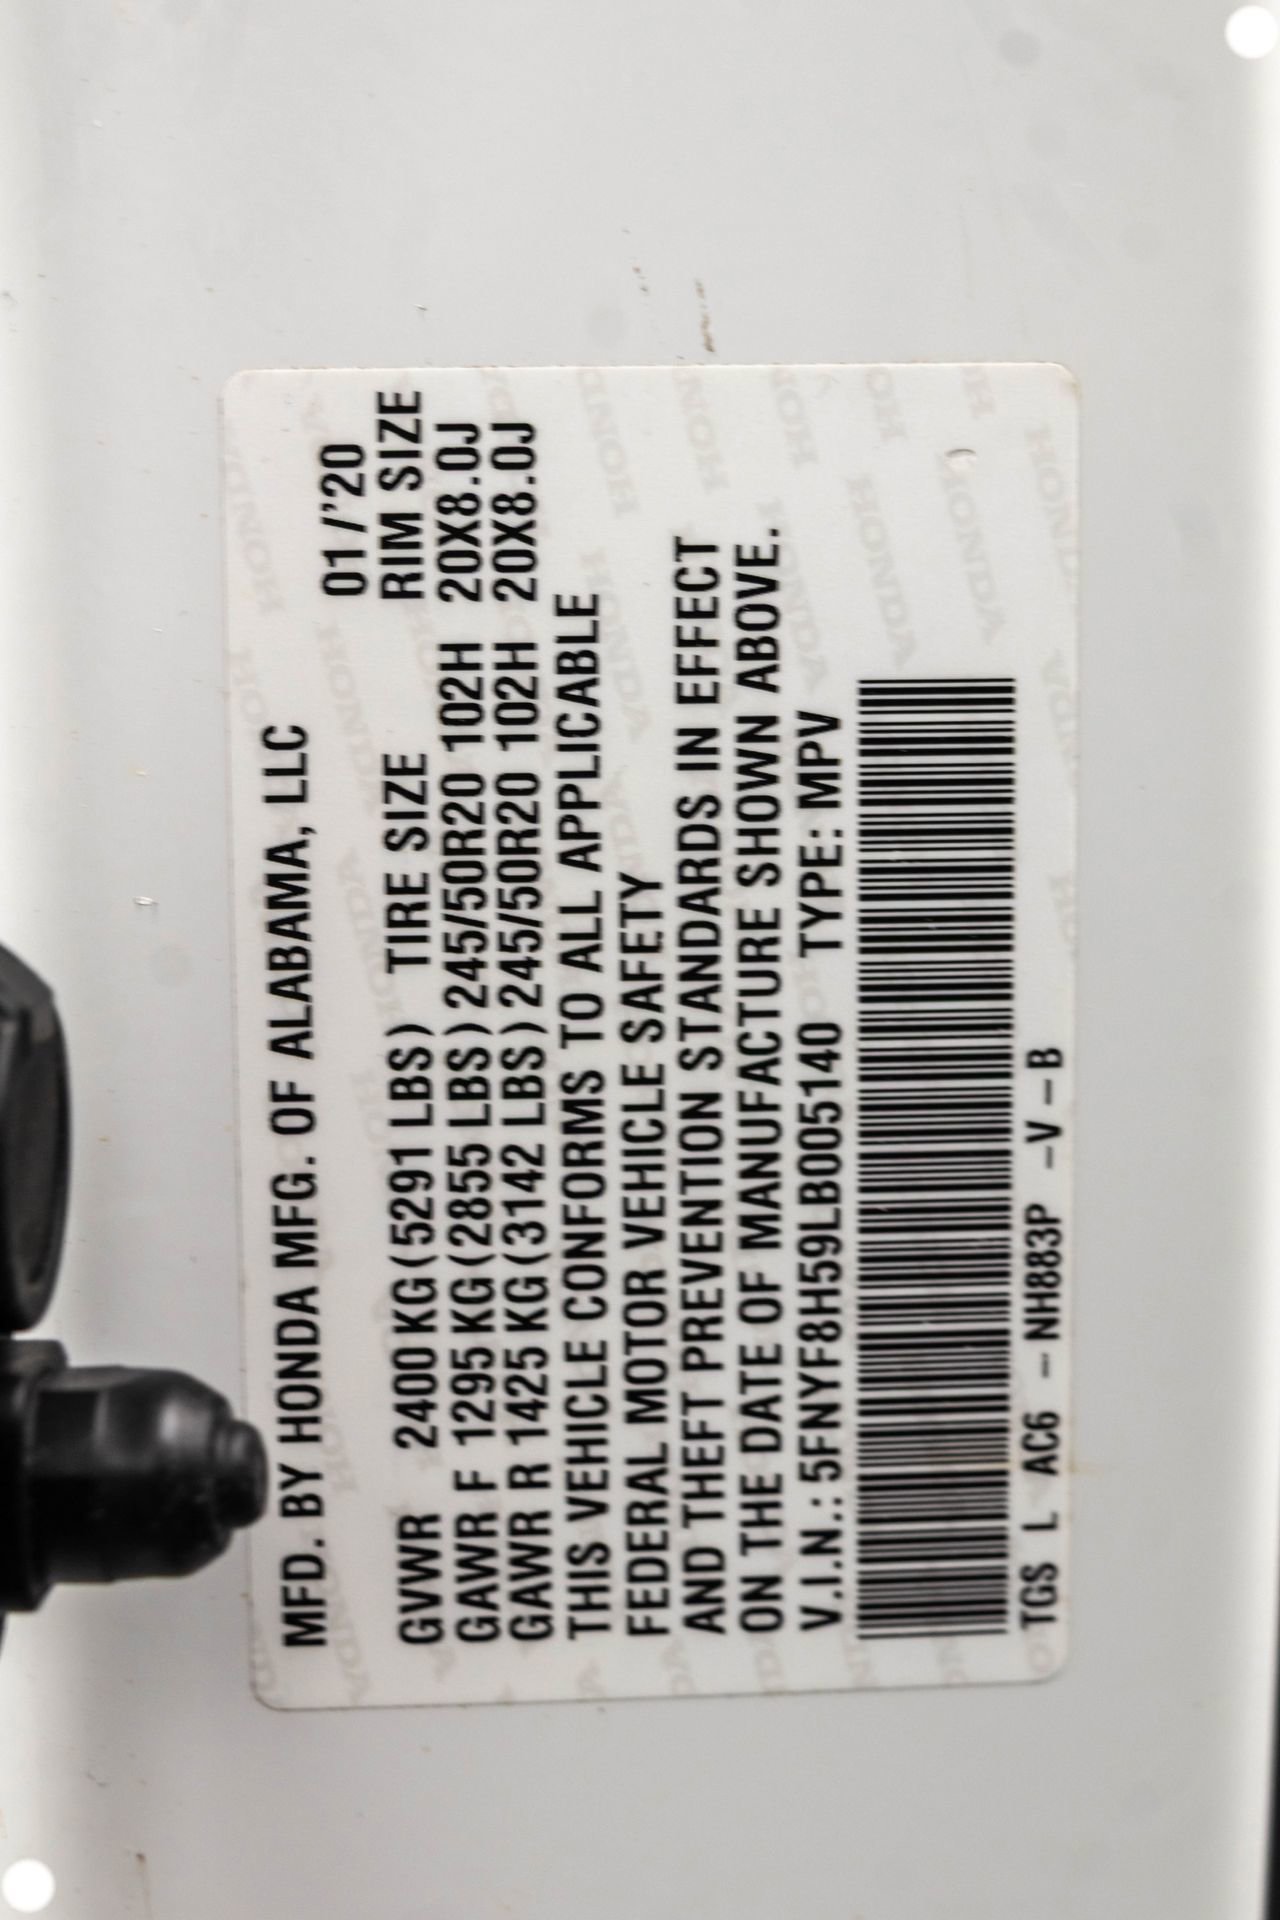 MFD. BY HONDA MFG. OF ALABAMA, LLC
01/'20
TIRE SIZE RIM SIZE
GVWR 2400 KG (5291 LBS)
GAWR F 1295 KG (2855 LBS) 245/50R20 102H 20X8.0J
GAWR R 1425 KG (3142 LBS) 245/50R20 102H 20X8.0J
THIS VEHICLE CONFORMS TO ALL APPLICABLE
FEDERAL MOTOR VEHICLE SAFETY
AND THEFT PREVENTION STANDARDS IN EFFECT
ON THE DATE OF MANUFACTURE SHOWN ABOVE.
V.I.N.: 5FNYF8H59LB005140 TYPE: MPV
TGS L AC6 - NH883P - V - B